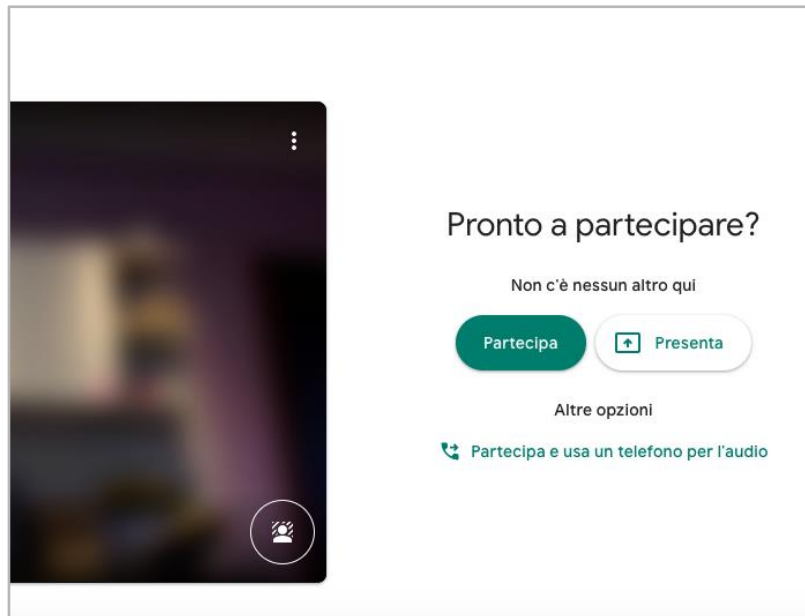 Pronto a partecipare?
Non c'è nessun altro qui
Partecipa
Presenta
Altre opzioni
Partecipa e usa un telefono per l'audio